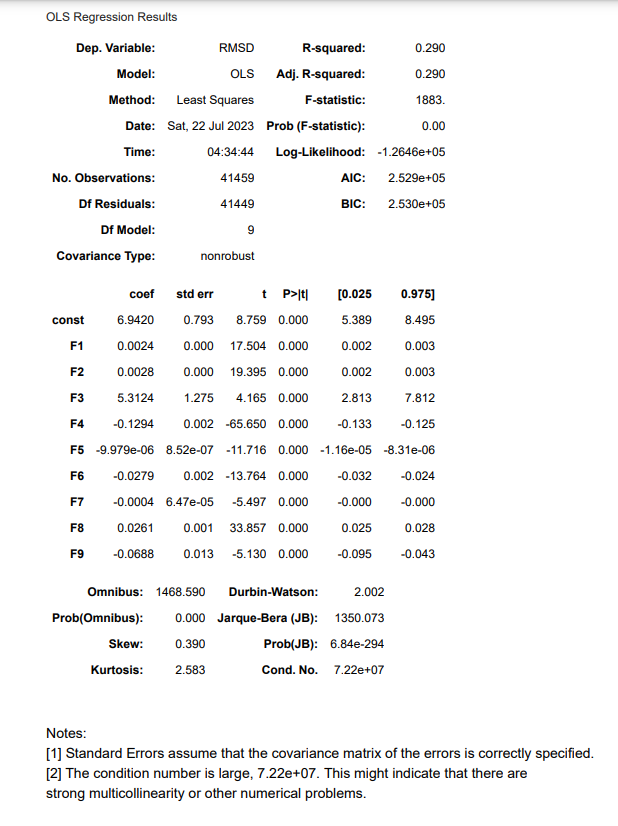 OLS Regression Results
Dep. Variable: RMSD R-squared: 0.290
Model: OLS Adj. R-squared: 0.290
Method: Least Squares F-statistic: 1883.
Date: Sat, 22 Jul 2023 Prob (F-statistic): 0.00
Time: 04:34:44 Log-Likelihood: -1.2646e+05
No. Observations: 41459 AIC: 2.529e+05
Df Residuals: 41449 BIC: 2.530e+05
Df Model: 9
Covariance Type: nonrobust
coef std err t P>|t| [0.025 0.975]
const 6.9420 0.793 8.759 0.000 5.389 8.495
F1 0.0024 0.000 17.504 0.000 0.002 0.003
F2 0.0028 0.000 19.395 0.000 0.002 0.003
F3 5.3124 1.275 4.165 0.000 2.813 7.812
F4 -0.1294 0.002 -65.650 0.000 -0.133 -0.125
F5 -9.979e-06 8.52e-07 -11.716 0.000 -1.16e-05 -8.31e-06
F6 -0.0279 0.002 -13.764 0.000 -0.032 -0.024
F7 -0.0004 6.47e-05 -5.497 0.000 -0.000 -0.000
F8 0.0261 0.001 33.857 0.000 0.025 0.028
F9 -0.0688 0.013 -5.130 0.000 -0.095 -0.043
Omnibus: 1468.590 Durbin-Watson: 2.002
Prob(Omnibus): 0.000 Jarque-Bera (JB): 1350.073
Skew: 0.390 Prob(JB): 6.84e-294
Kurtosis: 2.583 Cond. No. 7.22e+07
Notes:
[1] Standard Errors assume that the covariance matrix of the errors is correctly specified.
[2] The condition number is large, 7.22e+07. This might indicate that there are
strong multicollinearity or other numerical problems.